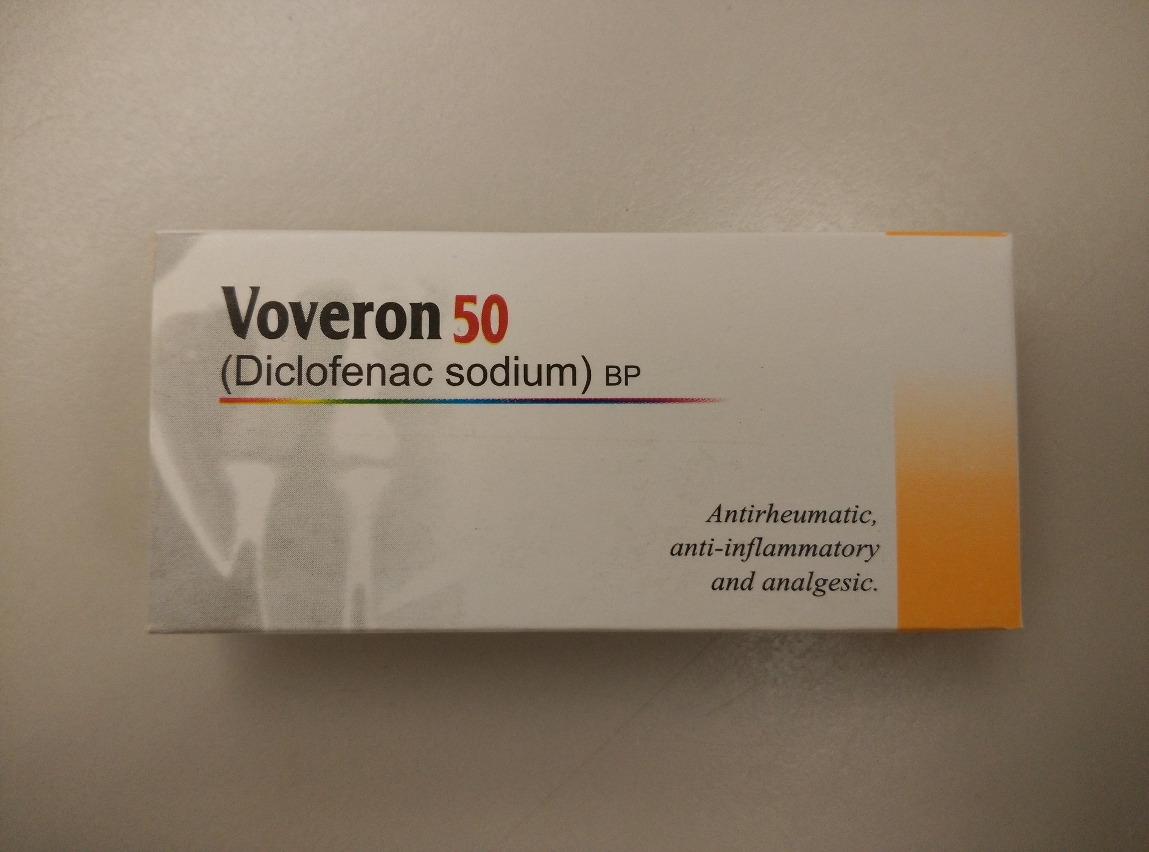 Voveron 50
(Diclofenac sodium) BP
Antirheumatic,
anti-inflammatory
and analgesic.